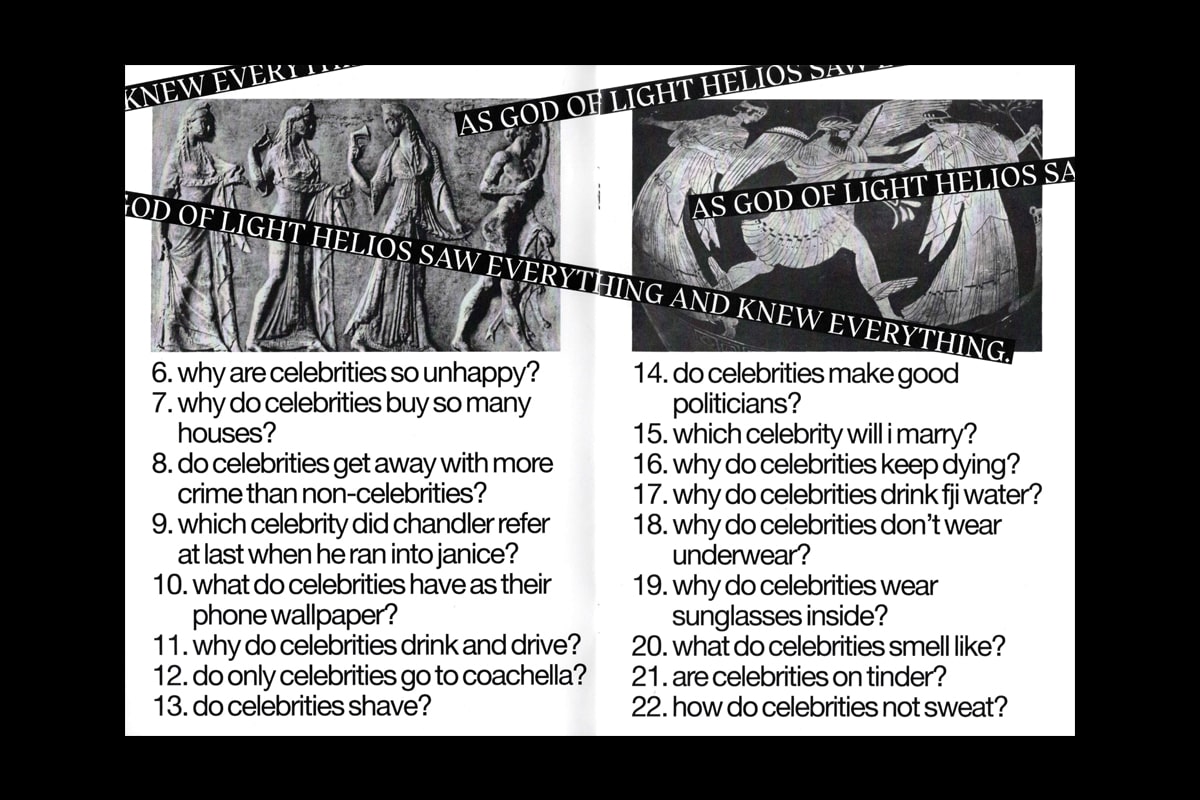 KNEW EVERYTHI
AS GOD OF LIGHT HELIOS SAW
GOD OF LIGHT HELIOS SAW EVERYTHING AND KNEW EVERYTHING.
AS GOD OF LIGHT HELIOS SA
6. why are celebrities so unhappy?
7. why do celebrities buy so many
houses?
8. do celebrities get away with more
crime than non-celebrities?
9. which celebrity did chandler refer
at last when he ran into janice?
10. what do celebrities have as their
phone wallpaper?
11. why do celebrities drink and drive?
12. do only celebrities go to coachella?
13. do celebrities shave?
14. do celebrities make good
politicians?
15. which celebrity will i marry?
16. why do celebrities keep dying?
17. why do celebrities drink fji water?
18. why do celebrities don't wear
underwear?
19. why do celebrities wear
sunglasses inside?
20. what do celebrities smell like?
21. are celebrities on tinder?
22. how do celebrities not sweat?